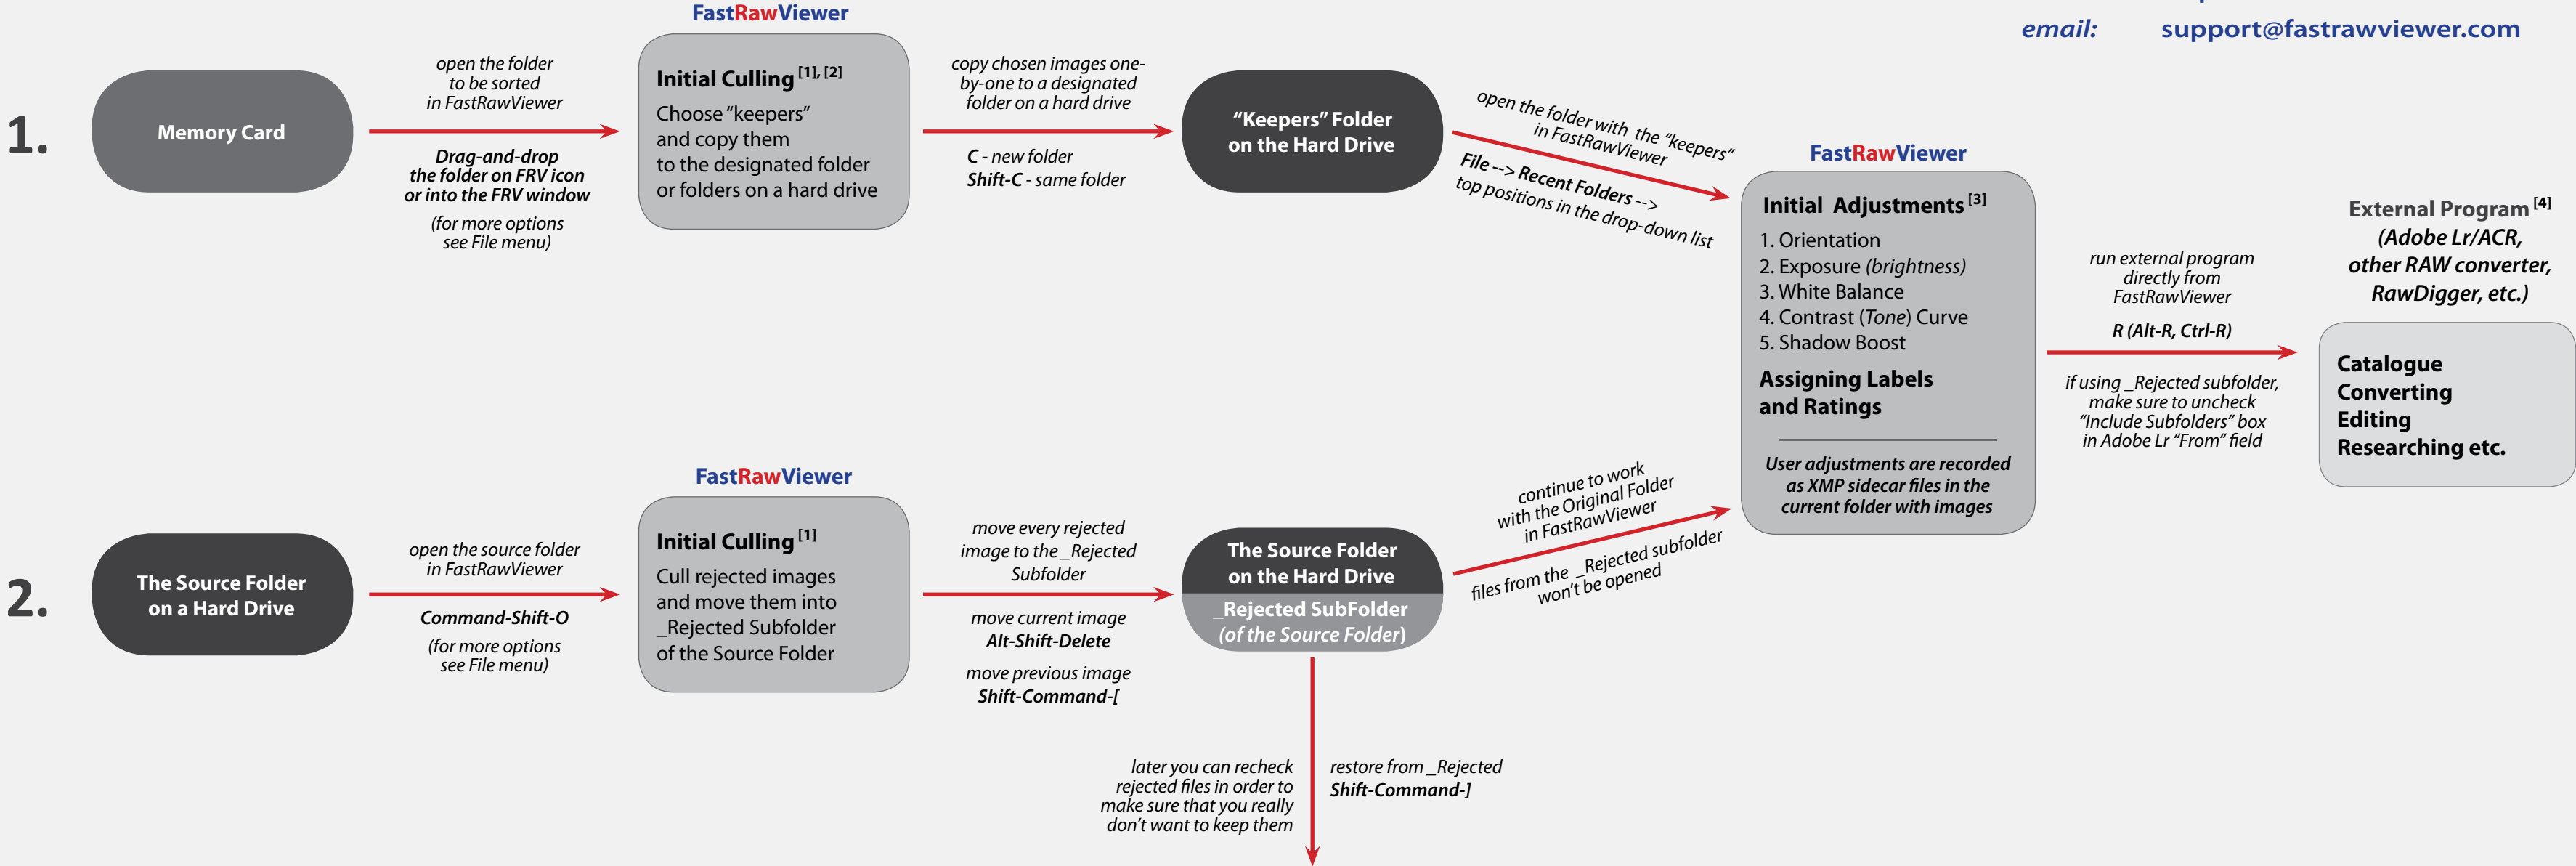 email: support@fastrawviewer.com
1.
Memory Card
open the folder
to be sorted
in FastRawViewer
Drag-and-drop
the folder on FRV icon
or into the FRV window
(for more options
see File menu)
FastRawViewer
Initial Culling [1], [2]
Choose “keepers”
and copy them
to the designated folder
or folders on a hard drive
copy chosen images one-
by-one to a designated
folder on a hard drive
C - new folder
Shift-C - same folder
“Keepers” Folder
on the Hard Drive
open the folder with the “keepers”
in FastRawViewer
File --> Recent Folders -->
top positions in the drop-down list
2.
The Source Folder
on a Hard Drive
open the source folder
in FastRawViewer
Command-Shift-O
(for more options
see File menu)
FastRawViewer
Initial Culling [1]
Cull rejected images
and move them into
_Rejected Subfolder
of the Source Folder
move every rejected
image to the _Rejected
Subfolder
move current image
Alt-Shift-Delete
move previous image
Shift-Command-[
The Source Folder
on the Hard Drive
_Rejected SubFolder
(of the Source Folder)
continue to work
with the Original Folder
in FastRawViewer
files from the _Rejected subfolder
won’t be opened
later you can recheck
rejected files in order to
make sure that you really
don’t want to keep them
restore from _Rejected
Shift-Command-]
FastRawViewer
Initial Adjustments [3]
1. Orientation
2. Exposure (brightness)
3. White Balance
4. Contrast (Tone) Curve
5. Shadow Boost
Assigning Labels
and Ratings
User adjustments are recorded
as XMP sidecar files in the
current folder with images
run external program
directly from
FastRawViewer
R (Alt-R, Ctrl-R)
if using _Rejected subfolder,
make sure to uncheck
“Include Subfolders” box
in Adobe Lr “From” field
External Program [4]
(Adobe Lr/ACR,
other RAW converter,
RawDigger, etc.)
Catalogue
Converting
Editing
Researching etc.